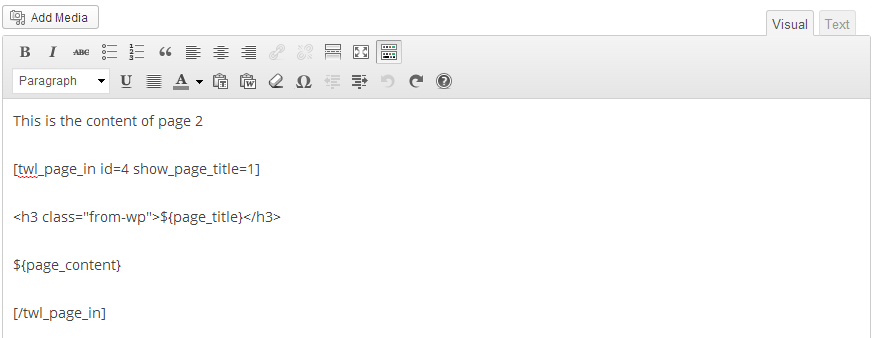 Add Media
Visual Text
B I ABC
Paragraph U A
This is the content of page 2
[twl_page_in id=4 show_page_title=1]
<h3 class="from-wp">${page_title}</h3>
${page_content}
[/twl_page_in]